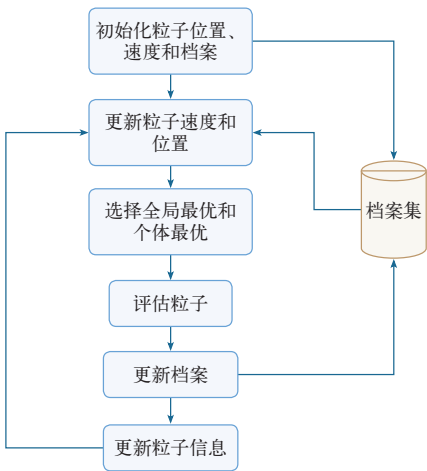 初始化粒子位置、
速度和档案
更新粒子速度和
位置
档案集
选择全局最优和
个体最优
评估粒子
更新档案
更新粒子信息